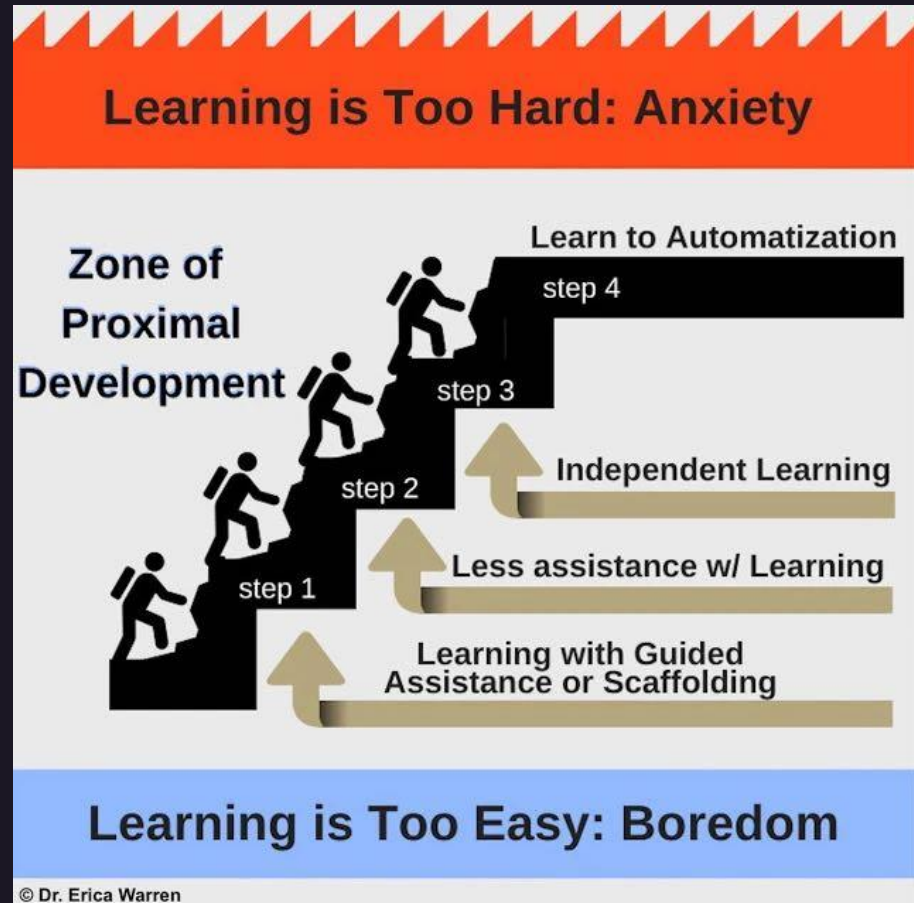 Learning is Too Hard: Anxiety
Zone of
Proximal
Development
Learn to Automatization
step 4
step 3
Independent Learning
step 2
Less assistance w/ Learning
step 1
Learning with Guided
Assistance or Scaffolding
Learning is Too Easy: Boredom
© Dr. Erica Warren